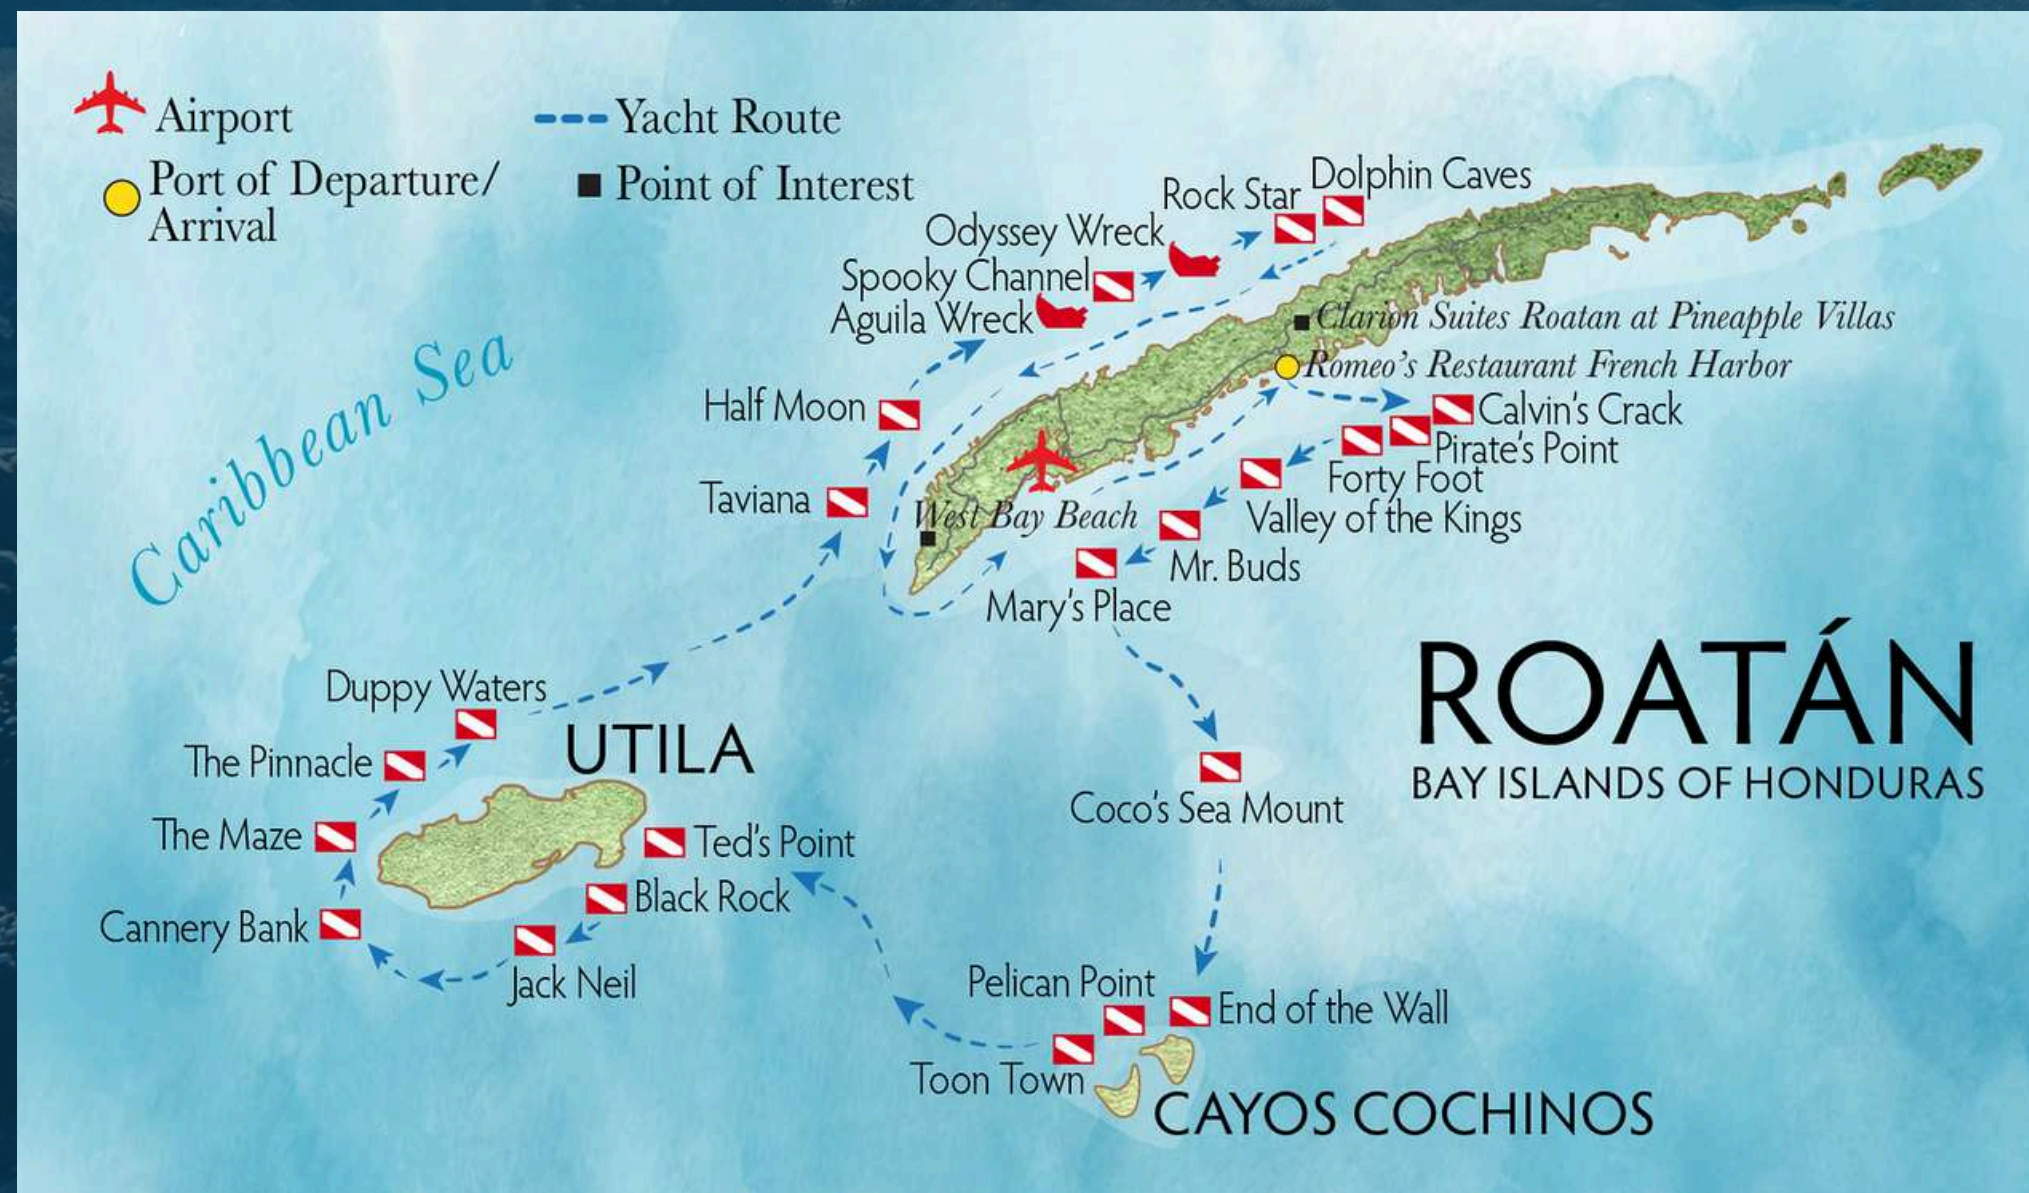 Airport
Yacht Route
Port of Departure/
Arrival
Point of Interest
Dolphin Caves
Rock Star
Odyssey Wreck
Spooky Channel
Aguila Wreck
Clarion Suites Roatan at Pineapple Villas
Romeo's Restaurant French Harbor
Caribbean Sea
Half Moon
Calvin's Crack
Pirate's Point
Forty Foot
Taviana
West Bay Beach
Valley of the Kings
Mr. Buds
Mary's Place
ROATÁN
BAY ISLANDS OF HONDURAS
Duppy Waters
UTILA
The Pinnacle
Coco's Sea Mount
The Maze
Ted's Point
Black Rock
Cannery Bank
Jack Neil
Pelican Point
End of the Wall
Toon Town
CAYOS COCHINOS